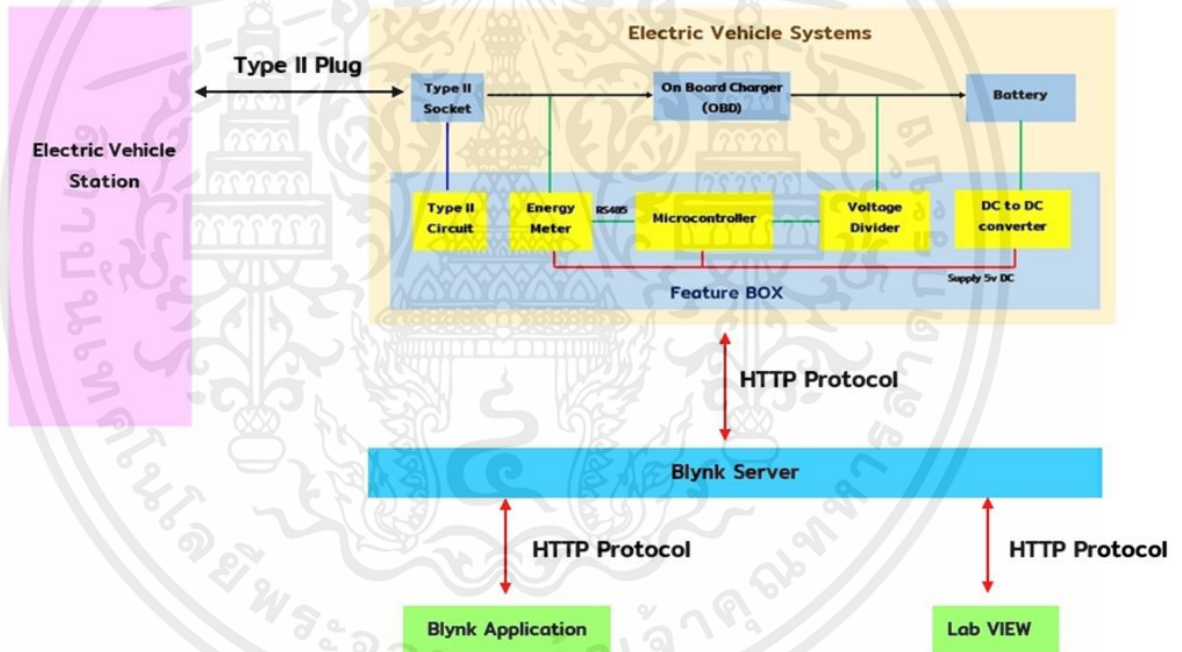 Electric Vehicle Systems
Type II Plug
Type II
Socket
On Board Charger
(OBD)
Battery
Electric Vehicle
Station
Type II
Circuit
Energy
Meter
RS485
Microcontroller
Voltage
Divider
DC to DC
converter
Supply 5v DC
Feature BOX
HTTP Protocol
Blynk Server
HTTP Protocol
HTTP Protocol
Blynk Application
Lab VIEW